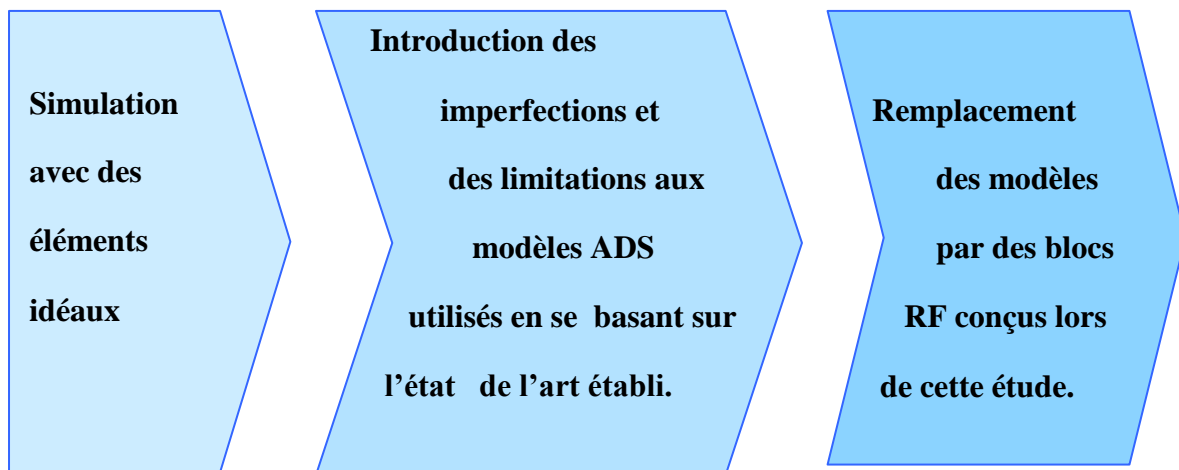 Simulation
avec des
éléments
idéaux
Introduction des
imperfections et
des limitations aux
modèles ADS
utilisés en se basant sur
l’état de l’art établi.
Remplacement
des modèles
par des blocs
RF conçus lors
de cette étude.